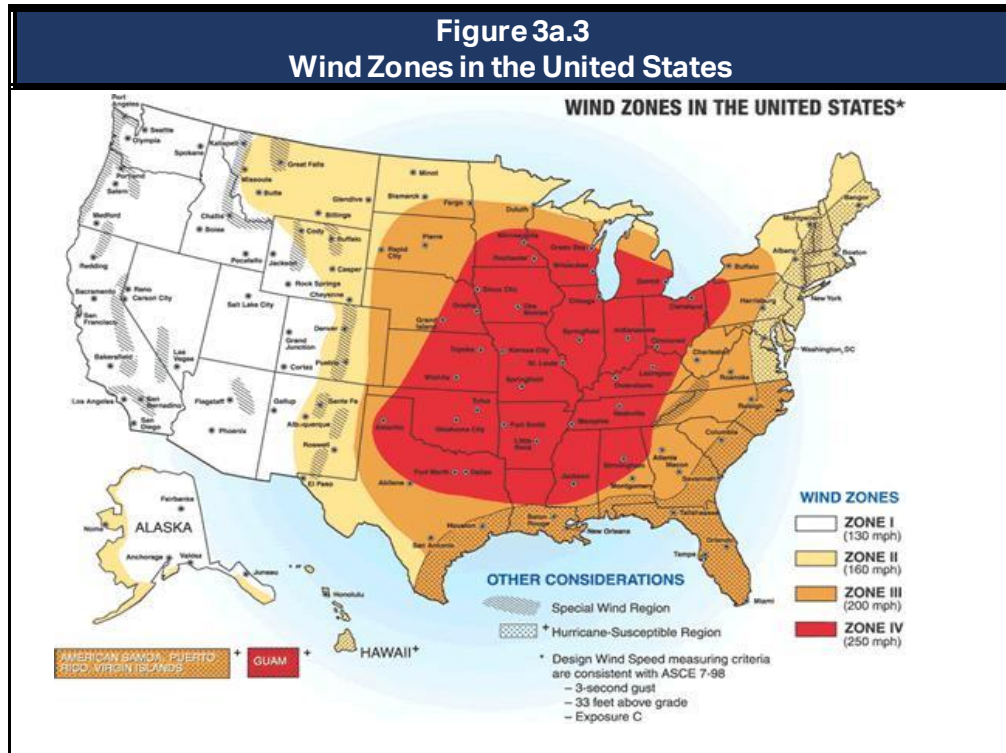 Figure 3a.3
Wind Zones in the United States
WIND ZONES IN THE UNITED STATES*
Port Angeles
Seattle
Olympia
Spokane
Kalispell
Great Falls
Minot
Portland
Salem
Missoula
Butte
Glendive
Bismarck
Fargo
Duluth
Bangor
Medford
Challis
Boise
Billings
Cody
Buffalo
Rapid City
Pierre
Minneapolis
Green Bay
Montpelier
Albany
Boston
Redding
Pocatello
Jackson
Casper
Rochester
Milwaukee
Detroit
Buffalo
Sacramento
Reno
Carson City
Salt Lake City
Rock Springs
Cheyenne
Sioux City
Omaha
Des Moines
Chicago
Cleveland
Harrisburg
New York
San Francisco
Grand Junction
Denver
Grand Island
Springfield
Indianapolis
Cincinnati
Charleston
Washington, DC
Bakersfield
Las Vegas
Cortez
Pueblo
Topeka
Kansas City
St. Louis
Lexington
Roanoke
Los Angeles
San Bernadino
San Diego
Flagstaff
Phoenix
Gallup
Santa Fe
Albuquerque
Roswell
Wichita
Springfield
Owensboro
Raleigh
Amarillo
Tulsa
Oklahoma City
Fort Smith
Little Rock
Memphis
Nashville
Columbia
El Paso
Abilene
Fort Worth
Dallas
Jackson
Birmingham
Montgomery
Atlanta
Macon
Savannah
San Antonio
Houston
Baton Rouge
New Orleans
Tallahassee
Orlando
Tampa
Miami
Fairbanks
Nome
ALASKA
Anchorage
Valdez
Juneau
Honolulu
HAWAII+
AMERICAN SAMOA, PUERTO
RICO, VIRGIN ISLANDS
+
GUAM
+
OTHER CONSIDERATIONS
Special Wind Region
+ Hurricane-Susceptible Region
* Design Wind Speed measuring criteria
are consistent with ASCE 7-98
– 3-second gust
– 33 feet above grade
– Exposure C
WIND ZONES
ZONE I
(130 mph)
ZONE II
(160 mph)
ZONE III
(200 mph)
ZONE IV
(250 mph)